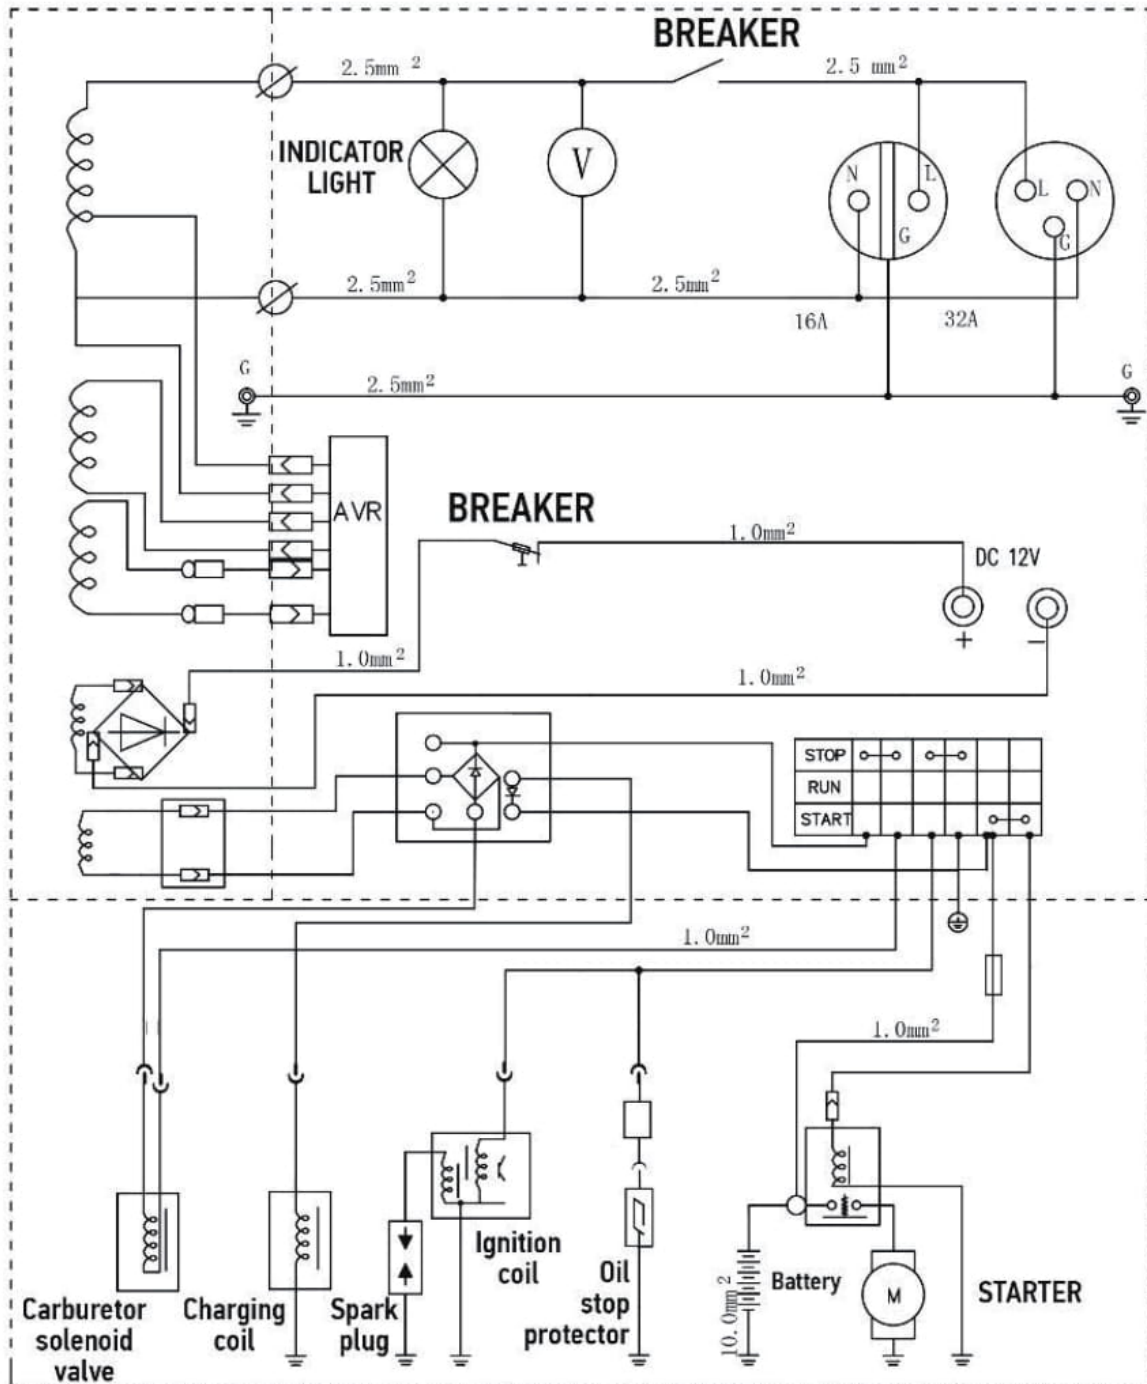 BREAKER
2.5mm 2
2.5 mm2
INDICATOR
LIGHT
V
N
L
G
L
N
G
2.5mm2
2.5mm2
16A
32A
G
2.5mm2
G
AVR
BREAKER
1.0mm2
DC 12V
+
−
1.0mm2
1.0mm2
STOP
RUN
START
1.0mm2
1.0mm2
Carburetor
solenoid
valve
Charging
coil
Spark
plug
Ignition
coil
Oil
stop
protector
10.0mm2
Battery
M
STARTER